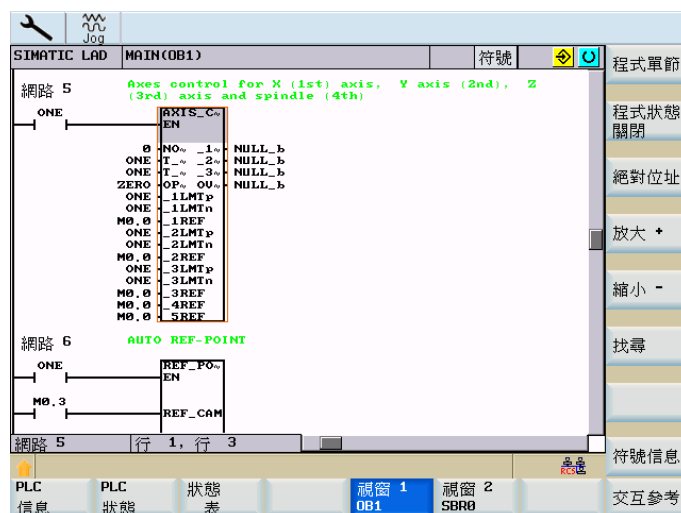 Jog
SIMATIC LAD MAIN(OB1) 符號
網路 5 Axes control for X (1st) axis, Y axis (2nd), Z
(3rd) axis and spindle (4th)
ONE AXIS_C~
EN
0 NO~ _1~ NULL_b
ONE T_~ _2~ NULL_b
ONE T_~ _3~ NULL_b
ZERO OP~ OV~ NULL_b
ONE _1LMTp
ONE _1LMTn
M0.0 _1REF
ONE _2LMTp
ONE _2LMTn
M0.0 _2REF
ONE _3LMTp
ONE _3LMTn
M0.0 _3REF
M0.0 _4REF
M0.0 _5REF
網路 6 AUTO REF-POINT
ONE REF_PO~
EN
M0.3
REF_CAM
網路 5 行 1, 行 3
RCS
PLC
信息
PLC
狀態
狀態
表
視窗 1
OB1
視窗 2
SBR0
程式單節
程式狀態
關閉
絕對位址
放大 +
縮小 -
找尋
符號信息
交互參考